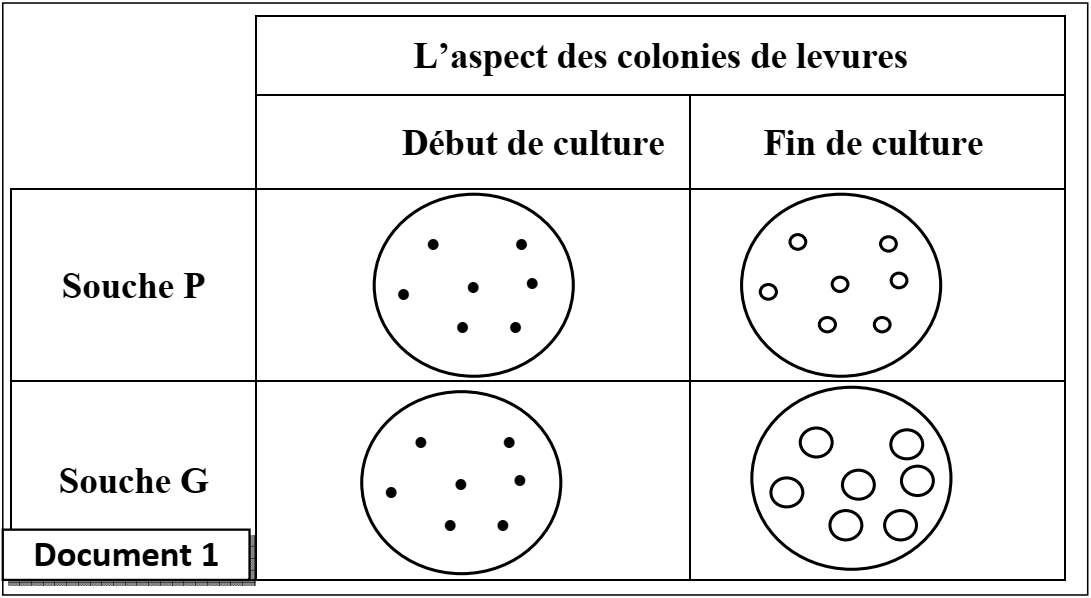 L’aspect des colonies de levures
Début de culture
Fin de culture
Souche P
Souche G
Document 1